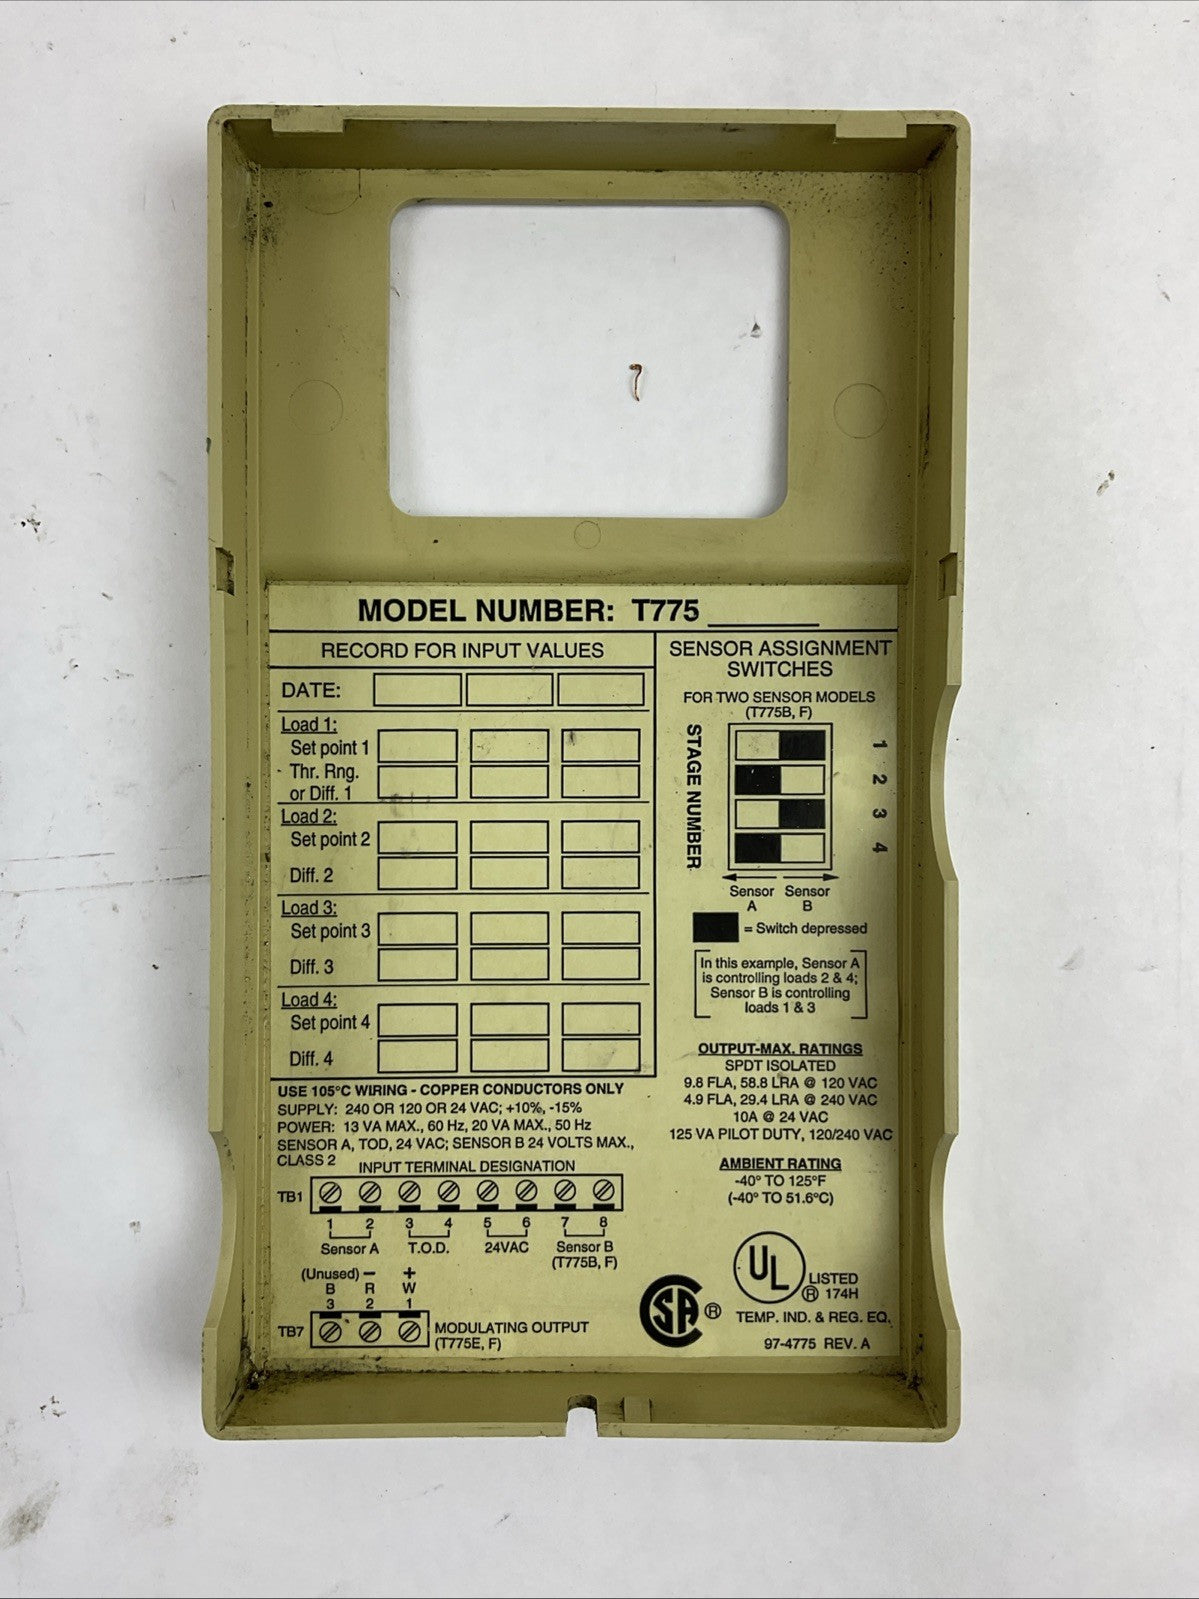 MODEL NUMBER: T775 ______
RECORD FOR INPUT VALUES
DATE:
Load 1:
Set point 1
Thr. Rng.
or Diff. 1
Load 2:
Set point 2
Diff. 2
Load 3:
Set point 3
Diff. 3
Load 4:
Set point 4
Diff. 4
SENSOR ASSIGNMENT
SWITCHES
FOR TWO SENSOR MODELS
(T775B, F)
STAGE NUMBER
1
2
3
4
Sensor Sensor
A B
= Switch depressed
In this example, Sensor A
is controlling loads 2 & 4;
Sensor B is controlling
loads 1 & 3
OUTPUT-MAX. RATINGS
SPDT ISOLATED
9.8 FLA, 58.8 LRA @ 120 VAC
4.9 FLA, 29.4 LRA @ 240 VAC
10A @ 24 VAC
125 VA PILOT DUTY, 120/240 VAC
AMBIENT RATING
-40° TO 125°F
(-40° TO 51.6°C)
USE 105°C WIRING - COPPER CONDUCTORS ONLY
SUPPLY: 240 OR 120 OR 24 VAC; +10%, -15%
POWER: 13 VA MAX., 60 Hz, 20 VA MAX., 50 Hz
SENSOR A, TOD, 24 VAC; SENSOR B 24 VOLTS MAX.,
CLASS 2
INPUT TERMINAL DESIGNATION
TB1
1 2 3 4 5 6 7 8
Sensor A T.O.D. 24VAC Sensor B
(T775B, F)
(Unused) − +
B R W
3 2 1
TB7
MODULATING OUTPUT
(T775E, F)
SA ®
UL ® LISTED
174H
TEMP. IND. & REG. EQ.
97-4775 REV. A